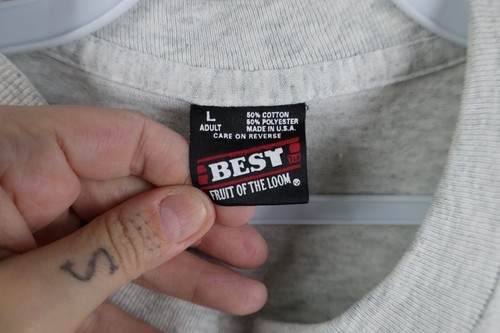 L
ADULT
50% COTTON
50% POLYESTER
MADE IN U.S.A.
CARE ON REVERSE
BEST
FRUIT OF THE LOOM ®
S